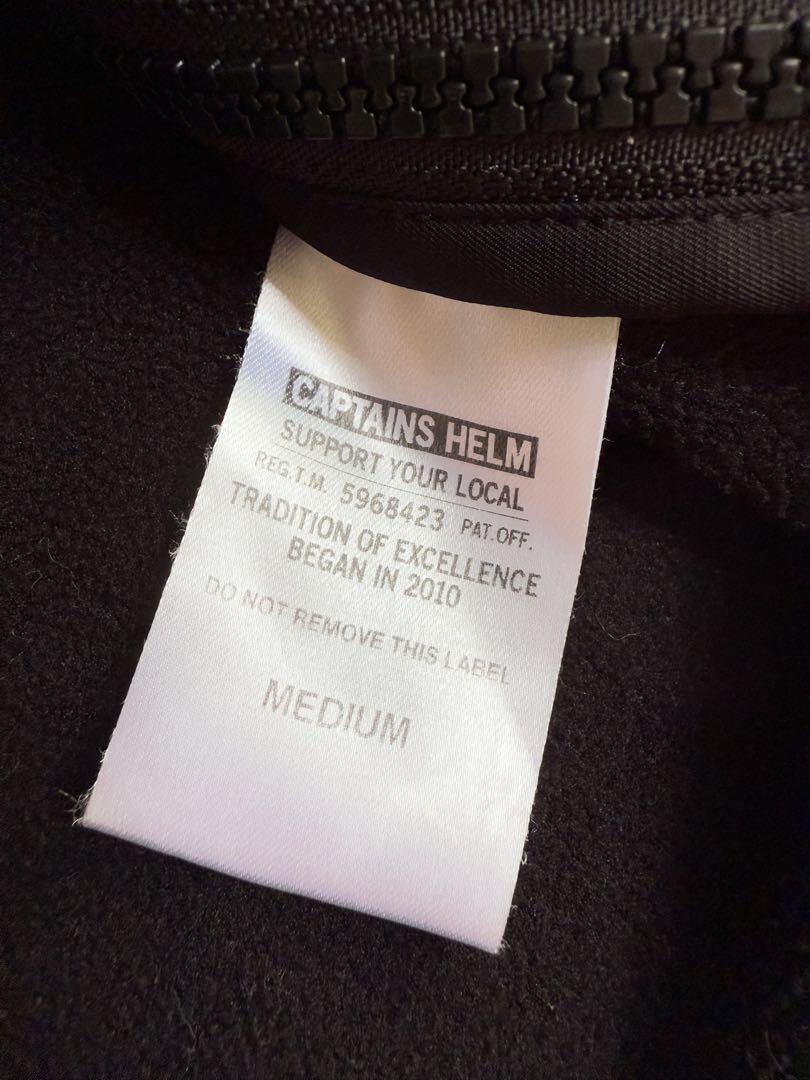 CAPTAINS HELM
SUPPORT YOUR LOCAL
REG.T.M. 5968423 PAT.OFF.
TRADITION OF EXCELLENCE
BEGAN IN 2010
DO NOT REMOVE THIS LABEL
MEDIUM